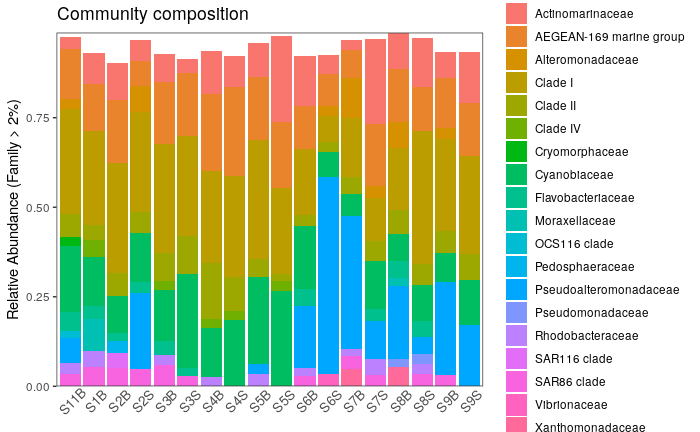 Community composition
Relative Abundance (Family > 2%)
0.75
0.50
0.25
0.00
S11B
S1B
S2B
S2S
S3B
S3S
S4B
S4S
S5B
S5S
S6B
S6S
S7B
S7S
S8B
S8S
S9B
S9S
Actinomarinaceae
AEGEAN-169 marine group
Alteromonadaceae
Clade I
Clade II
Clade IV
Cryomorphaceae
Cyanobiaceae
Flavobacteriaceae
Moraxellaceae
OCS116 clade
Pedosphaeraceae
Pseudoalteromonadaceae
Pseudomonadaceae
Rhodobacteraceae
SAR116 clade
SAR86 clade
Vibrionaceae
Xanthomonadaceae